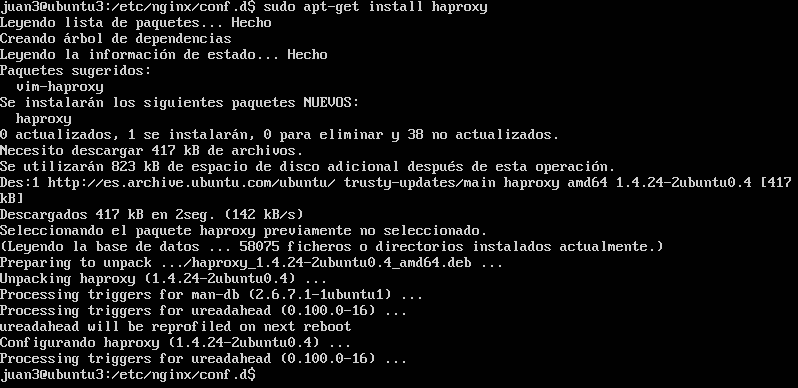 juan3@ubuntu3:/etc/nginx/conf.d$ sudo apt-get install haproxy
Leyendo lista de paquetes... Hecho
Creando árbol de dependencias
Leyendo la información de estado... Hecho
Paquetes sugeridos:
  vim-haproxy
Se instalarán los siguientes paquetes NUEVOS:
  haproxy
0 actualizados, 1 se instalarán, 0 para eliminar y 38 no actualizados.
Necesito descargar 417 kB de archivos.
Se utilizarán 823 kB de espacio de disco adicional después de esta operación.
Des:1 http://es.archive.ubuntu.com/ubuntu/ trusty-updates/main haproxy amd64 1.4.24-2ubuntu0.4 [417
kB]
Descargados 417 kB en 2seg. (142 kB/s)
Seleccionando el paquete haproxy previamente no seleccionado.
(Leyendo la base de datos ... 58075 ficheros o directorios instalados actualmente.)
Preparing to unpack .../haproxy_1.4.24-2ubuntu0.4_amd64.deb ...
Unpacking haproxy (1.4.24-2ubuntu0.4) ...
Processing triggers for man-db (2.6.7.1-1ubuntu1) ...
Processing triggers for ureadahead (0.100.0-16) ...
ureadahead will be reprofiled on next reboot
Configurando haproxy (1.4.24-2ubuntu0.4) ...
Processing triggers for ureadahead (0.100.0-16) ...
juan3@ubuntu3:/etc/nginx/conf.d$